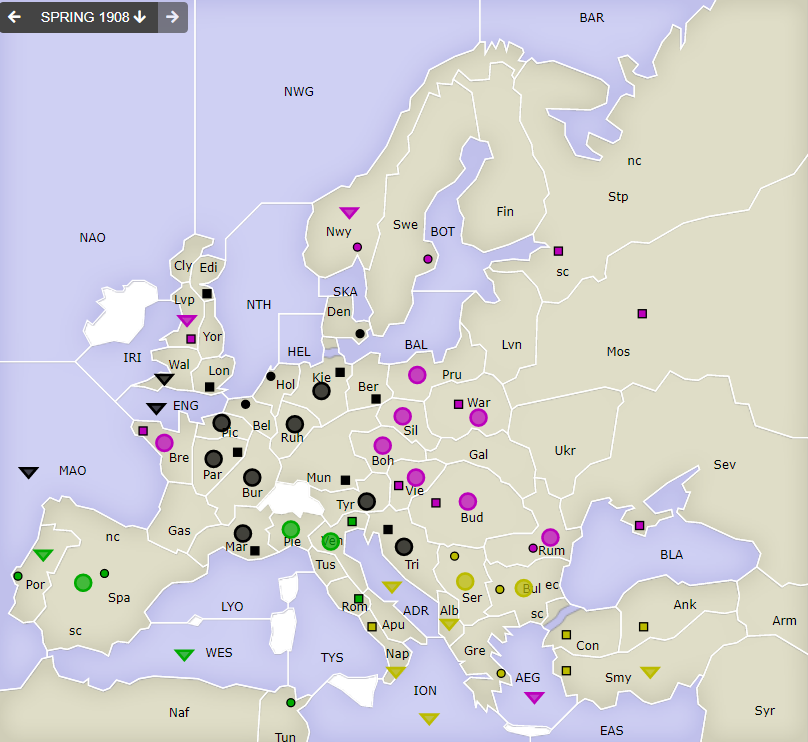 SPRING 1908
BAR
NWG
nc
Stp
NAO
Nwy
Swe
BOT
Fin
Cly
Edi
sc
SKA
Lvp
NTH
Den
Yor
HEL
BAL
Lvn
Mos
IRI
Wal
Lon
Kie
Ber
Pru
Hol
War
ENG
Pic
Bel
Ruh
Sil
Bre
Par
Boh
Gal
Ukr
MAO
Bur
Mun
Vie
Sev
Tyr
Bud
Gas
nc
Mar
Pie
Ven
Tri
Rum
BLA
Por
Spa
Tus
Ser
Bul
ec
LYO
Rom
ADR
Alb
sc
Ank
Arm
sc
Apu
Con
WES
TYS
Nap
Gre
AEG
Smy
ION
Naf
Syr
Tun
EAS